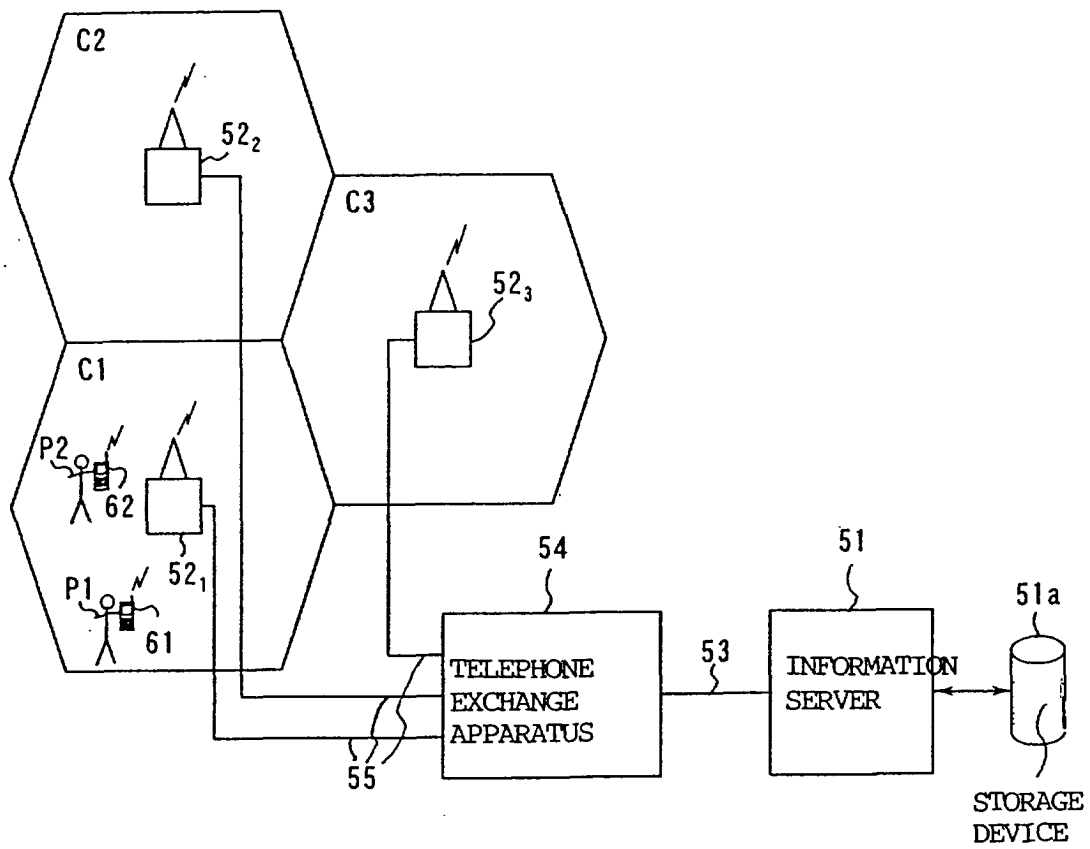 C2
52₂
C3
52₃
C1
P2
62
52₁
P1
61
54
51
51a
53
55
TELEPHONE
EXCHANGE
APPARATUS
INFORMATION
SERVER
STORAGE
DEVICE